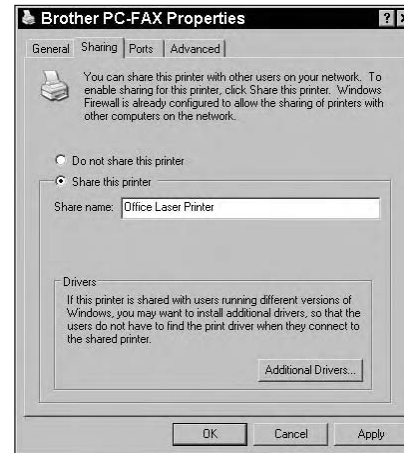 Brother PC-FAX Properties
General Sharing Ports Advanced
You can share this printer with other users on your network. To
enable sharing for this printer, click Share this printer. Windows
Firewall is already configured to allow the sharing of printers with
other computers on the network.
Do not share this printer
Share this printer
Share name: Office Laser Printer
Drivers
If this printer is shared with users running different versions of
Windows, you may want to install additional drivers, so that the
users do not have to find the print driver when they connect to
the shared printer.
Additional Drivers...
OK Cancel Apply